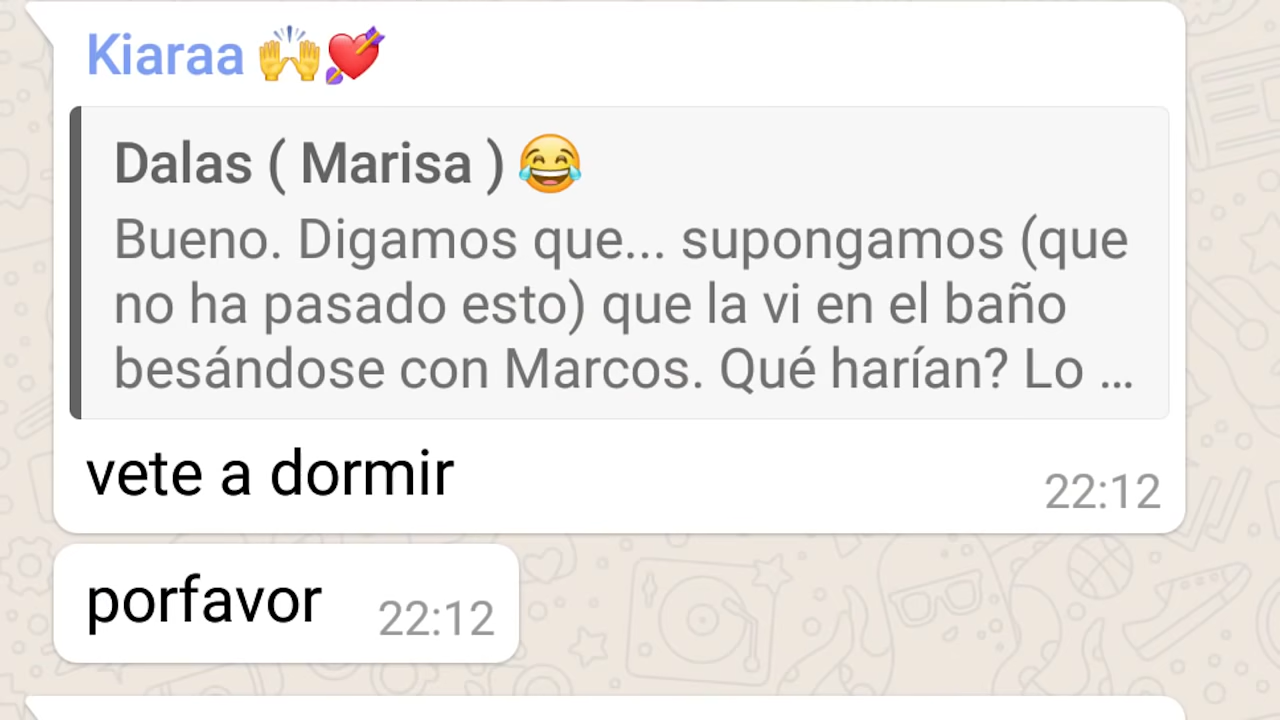 Kiaraa 🙌💘
Dalas ( Marisa ) 😂
Bueno. Digamos que... supongamos (que
no ha pasado esto) que la vi en el baño
besándose con Marcos. Qué harían? Lo ...
vete a dormir
22:12
porfavor 22:12